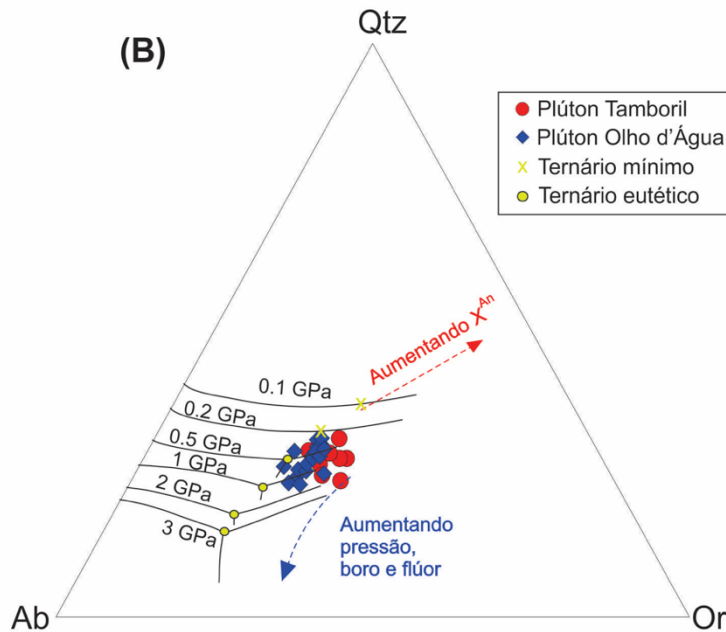 (B)
Qtz
Plúton Tamboril
Plúton Olho d'Água
Ternário mínimo
Ternário eutético
Aumentando X^An
0.1 GPa
0.2 GPa
0.5 GPa
1 GPa
2 GPa
3 GPa
Aumentando
pressão,
boro e flúor
Ab
Or